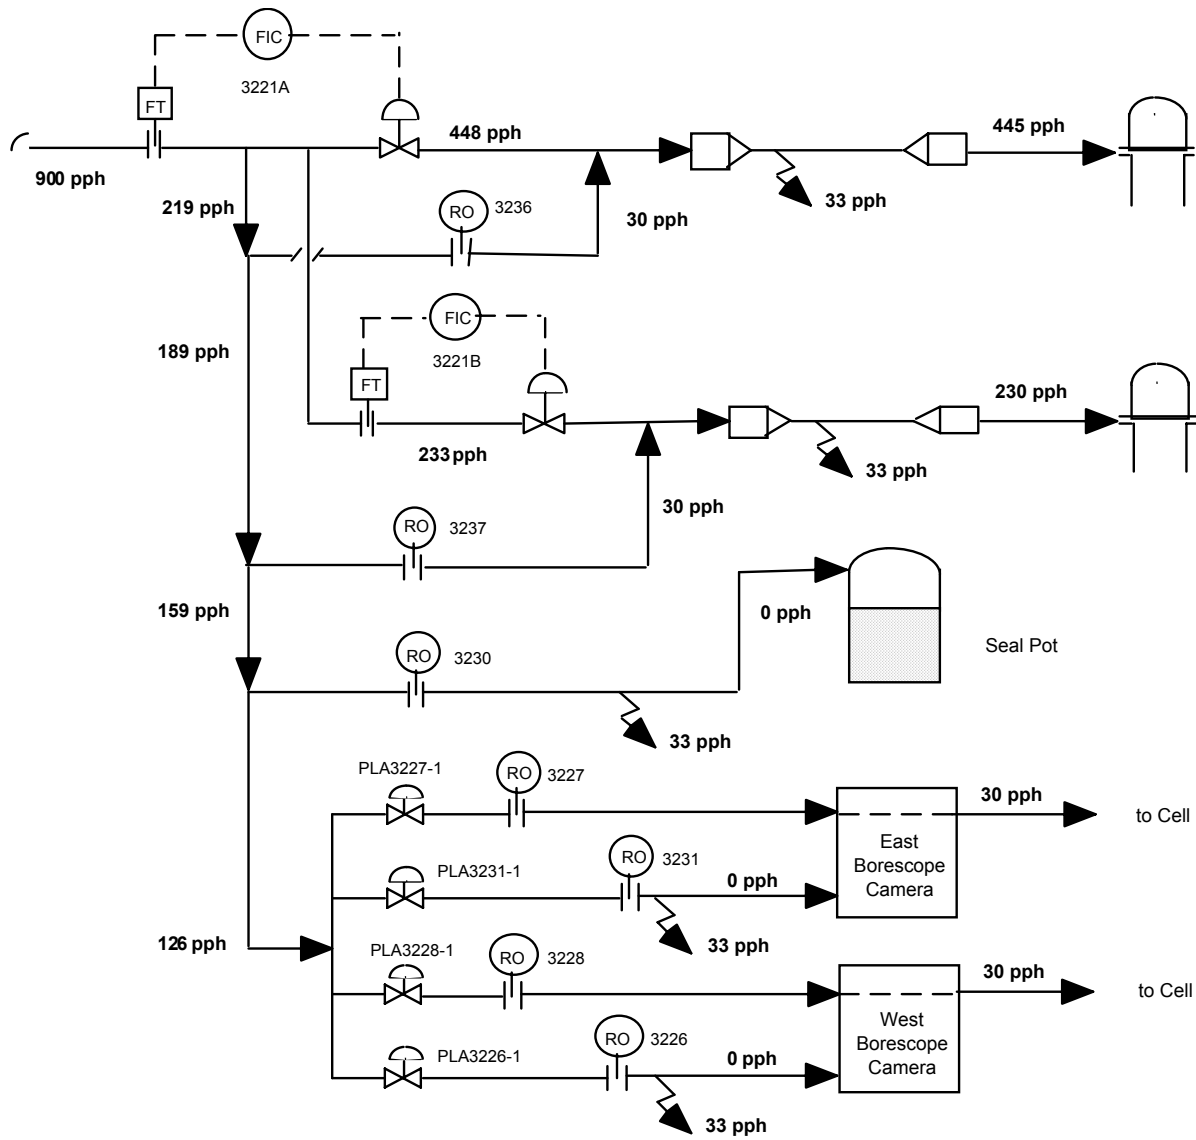 FIC
3221A
FT
448 pph
445 pph
900 pph
219 pph
RO
3236
30 pph
33 pph
FIC
3221B
189 pph
FT
230 pph
233 pph
33 pph
30 pph
RO
3237
159 pph
0 pph
Seal Pot
RO
3230
33 pph
PLA3227-1
RO
3227
30 pph
to Cell
East
Borescope
Camera
RO
3231
PLA3231-1
0 pph
33 pph
126 pph
PLA3228-1
RO
3228
30 pph
to Cell
West
Borescope
Camera
RO
3226
PLA3226-1
0 pph
33 pph